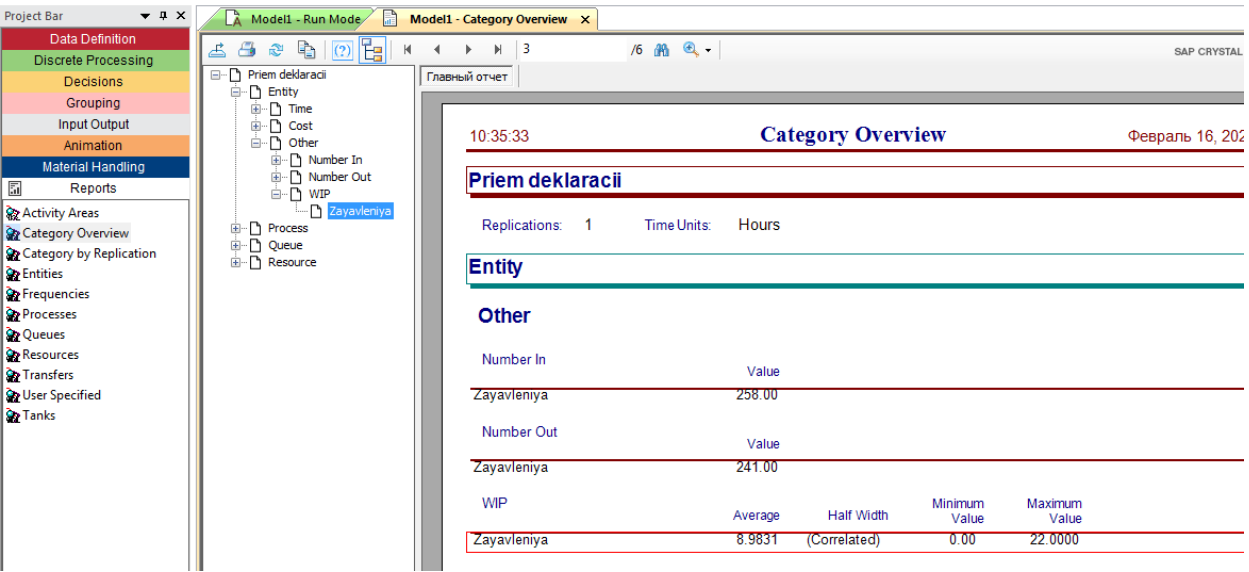 Project Bar
Data Definition
Discrete Processing
Decisions
Grouping
Input Output
Animation
Material Handling
Reports
Activity Areas
Category Overview
Category by Replication
Entities
Frequencies
Processes
Queues
Resources
Transfers
User Specified
Tanks
Model1 - Run Mode
Model1 - Category Overview
3 /6
SAP CRYSTAL
Priem deklaracii
Entity
Time
Cost
Other
Number In
Number Out
WIP
Zayavleniya
Process
Queue
Resource
Главный отчет
10:35:33 Category Overview Февраль 16, 202
Priem deklaracii
Replications: 1 Time Units: Hours
Entity
Other
Number In
Value
Zayavleniya 258.00
Number Out
Value
Zayavleniya 241.00
WIP
Average Half Width Minimum Value Maximum Value
Zayavleniya 8.9831 (Correlated) 0.00 22.0000